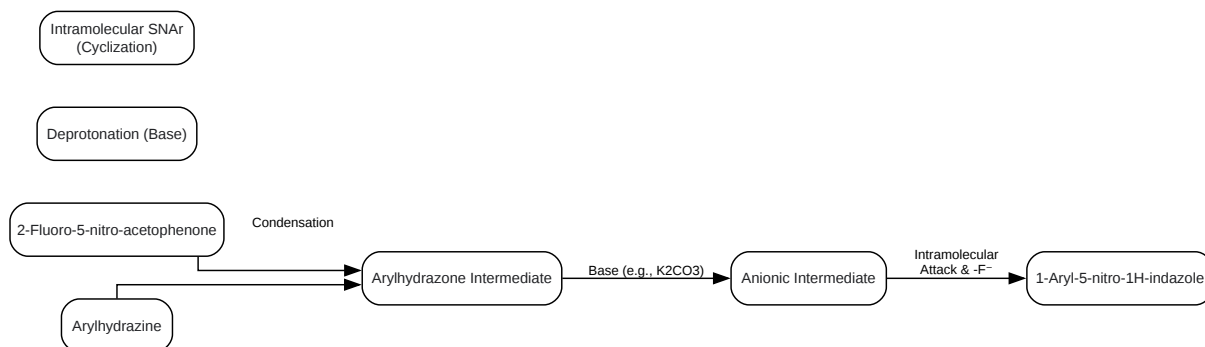 Intramolecular SNAr
(Cyclization)
Deprotonation (Base)
2-Fluoro-5-nitro-acetophenone
Condensation
Arylhydrazine
Arylhydrazone Intermediate
Base (e.g., K2CO3)
Anionic Intermediate
Intramolecular
Attack & -F⁻
1-Aryl-5-nitro-1H-indazole